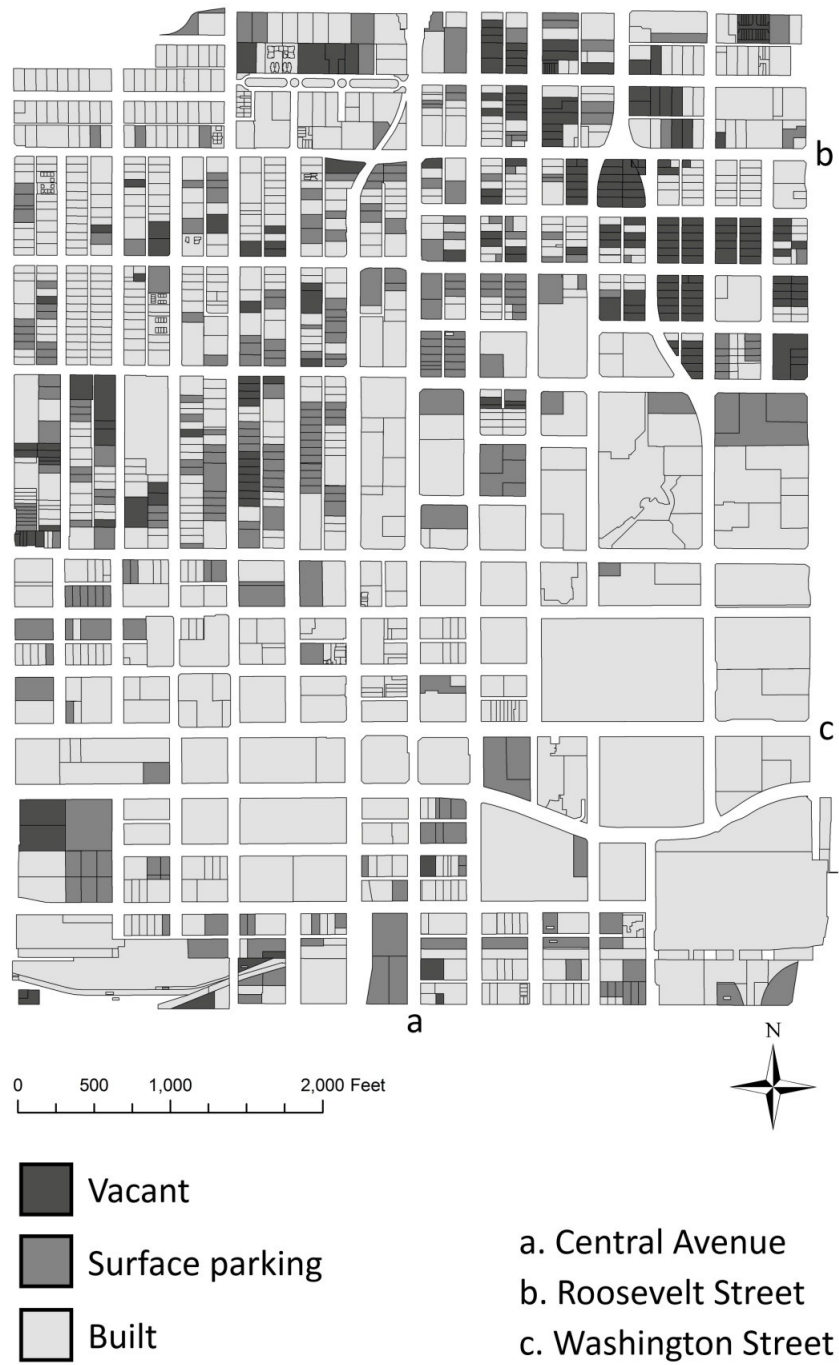 b
c
a
N
0 500 1,000 2,000 Feet
Vacant
Surface parking
Built
a. Central Avenue
b. Roosevelt Street
c. Washington Street